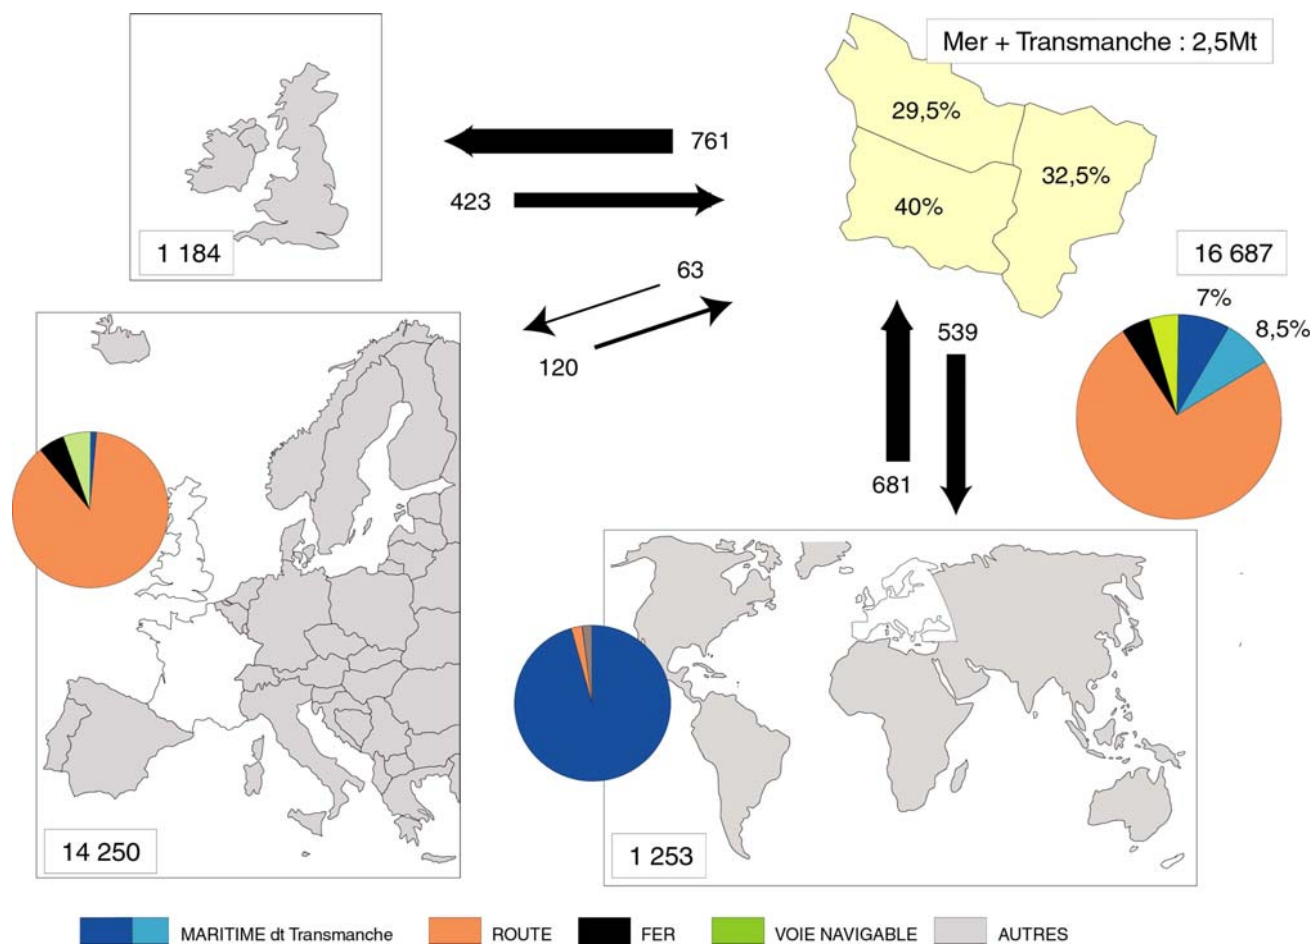 Mer + Transmanche : 2,5Mt
29,5%
761
32,5%
423
40%
1 184
16 687
63
7%
8,5%
539
120
681
14 250
1 253
MARITIME dt Transmanche
ROUTE
FER
VOIE NAVIGABLE
AUTRES